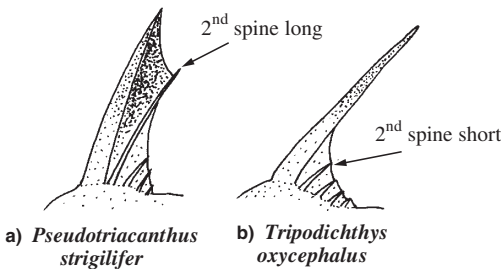 2nd spine long
2nd spine short
a) Pseudotriacanthus
strigilifer
b) Tripodichthys
oxycephalus